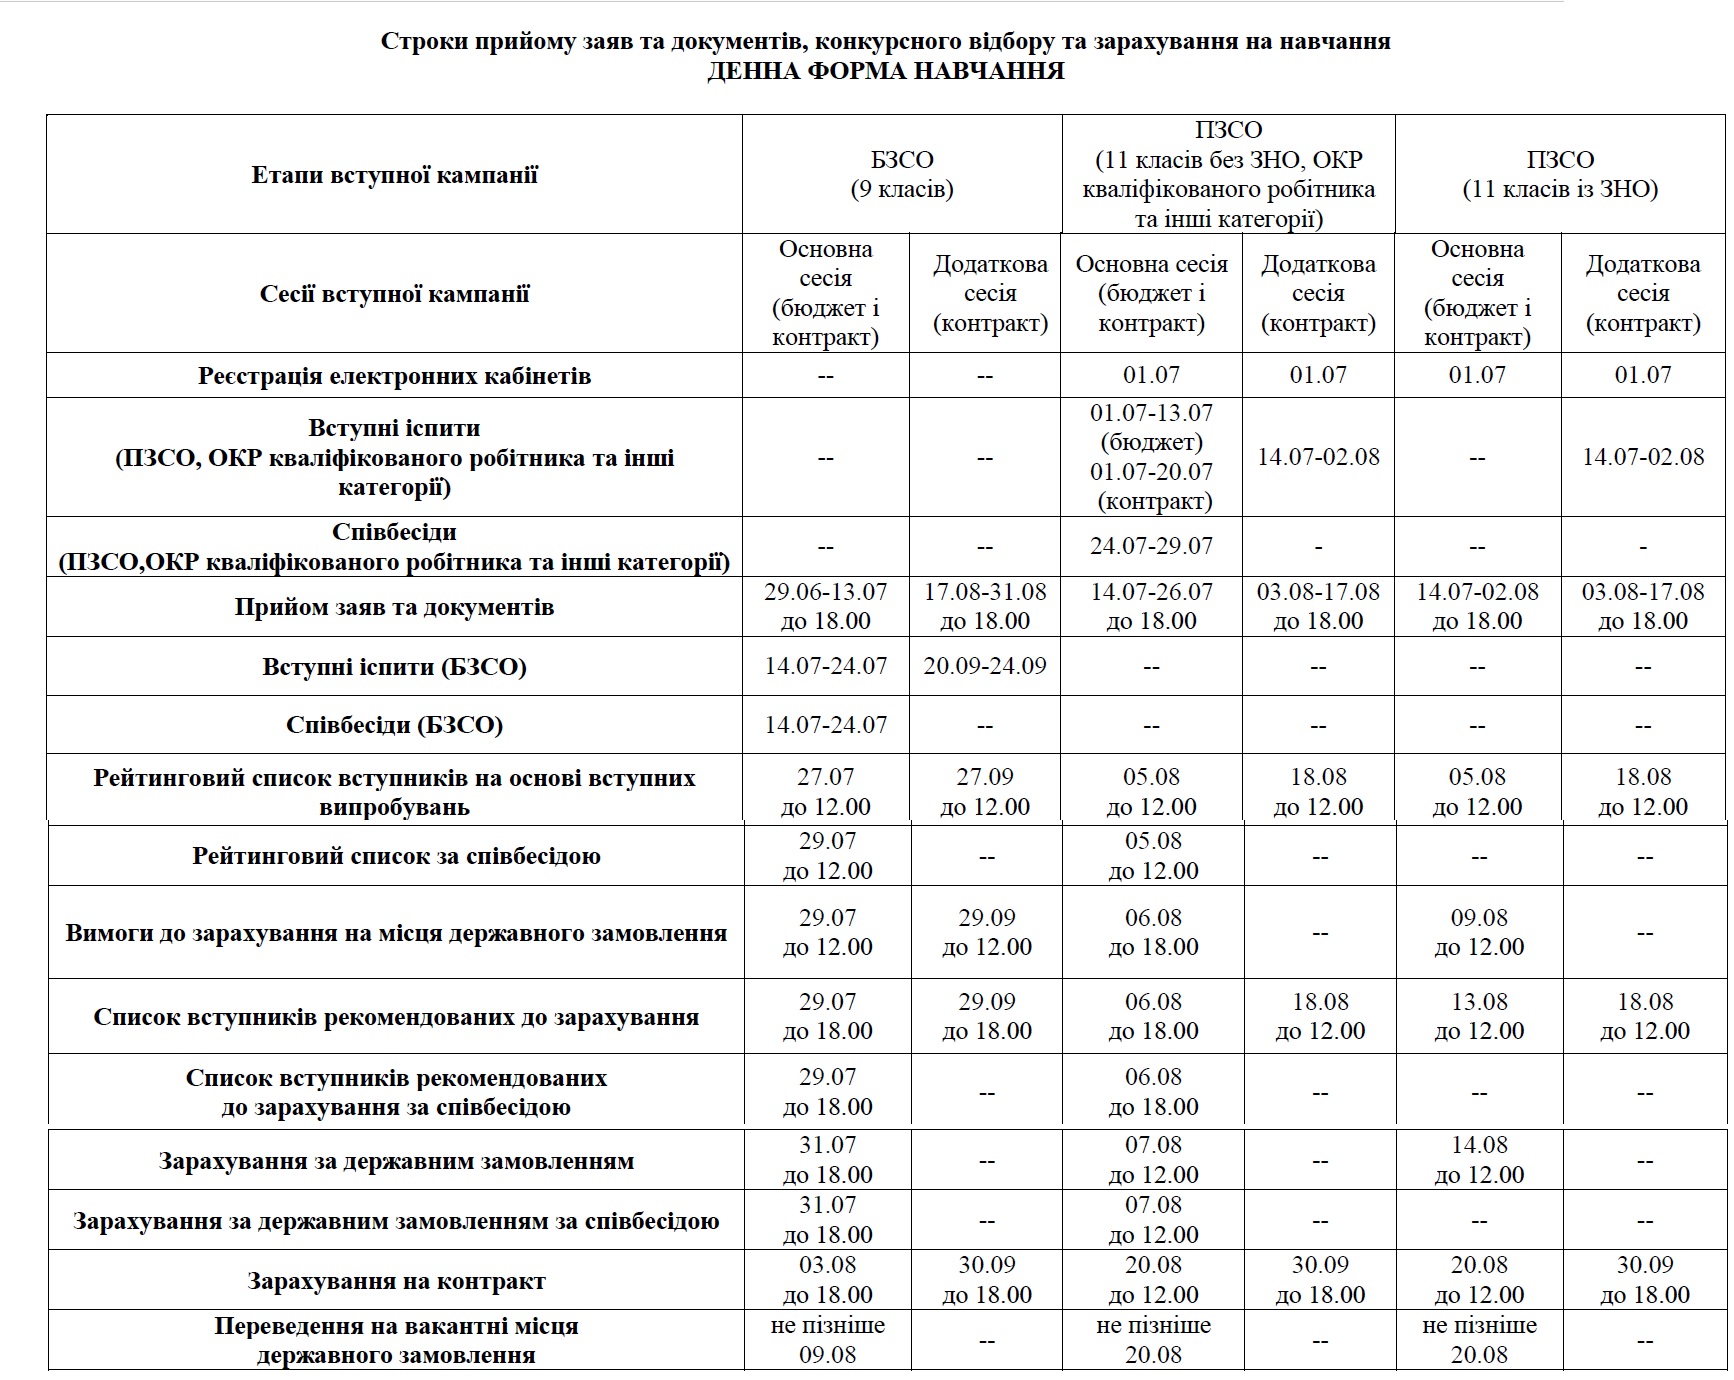 Строки прийому заяв та документів, конкурсного відбору та зарахування на навчання
ДЕННА ФОРМА НАВЧАННЯ
Етапи вступної кампанії
БЗСО
(9 класів)
ПЗСО
(11 класів без ЗНО, ОКР
кваліфікованого робітника
та інші категорії)
ПЗСО
(11 класів із ЗНО)
Сесії вступної кампанії
Основна
сесія
(бюджет і
контракт)
Додаткова
сесія
(контракт)
Основна сесія
(бюджет і
контракт)
Додаткова
сесія
(контракт)
Основна
сесія
(бюджет і
контракт)
Додаткова
сесія
(контракт)
Реєстрація електронних кабінетів
--
--
01.07
01.07
01.07
01.07
Вступні іспити
(ПЗСО, ОКР кваліфікованого робітника та інші
категорії)
--
--
01.07-13.07
(бюджет)
01.07-20.07
(контракт)
14.07-02.08
--
14.07-02.08
Співбесіди
(ПЗСО,ОКР кваліфікованого робітника та інші категорії)
--
--
24.07-29.07
-
--
-
Прийом заяв та документів
29.06-13.07
до 18.00
17.08-31.08
до 18.00
14.07-26.07
до 18.00
03.08-17.08
до 18.00
14.07-02.08
до 18.00
03.08-17.08
до 18.00
Вступні іспити (БЗСО)
14.07-24.07
20.09-24.09
--
--
--
--
Співбесіди (БЗСО)
14.07-24.07
--
--
--
--
--
Рейтинговий список вступників на основі вступних
випробувань
27.07
до 12.00
27.09
до 12.00
05.08
до 12.00
18.08
до 12.00
05.08
до 12.00
18.08
до 12.00
Рейтинговий список за співбесідою
29.07
до 12.00
--
05.08
до 12.00
--
--
--
Вимоги до зарахування на місця державного замовлення
29.07
до 12.00
29.09
до 12.00
06.08
до 18.00
--
09.08
до 12.00
--
Список вступників рекомендованих до зарахування
29.07
до 18.00
29.09
до 18.00
06.08
до 18.00
18.08
до 12.00
13.08
до 12.00
18.08
до 12.00
Список вступників рекомендованих
до зарахування за співбесідою
29.07
до 18.00
--
06.08
до 18.00
--
--
--
Зарахування за державним замовленням
31.07
до 18.00
--
07.08
до 12.00
--
14.08
до 12.00
--
Зарахування за державним замовленням за співбесідою
31.07
до 18.00
--
07.08
до 12.00
--
--
--
Зарахування на контракт
03.08
до 18.00
30.09
до 18.00
20.08
до 12.00
30.09
до 18.00
20.08
до 12.00
30.09
до 18.00
Переведення на вакантні місця
державного замовлення
не пізніше
09.08
--
не пізніше
20.08
--
не пізніше
20.08
--